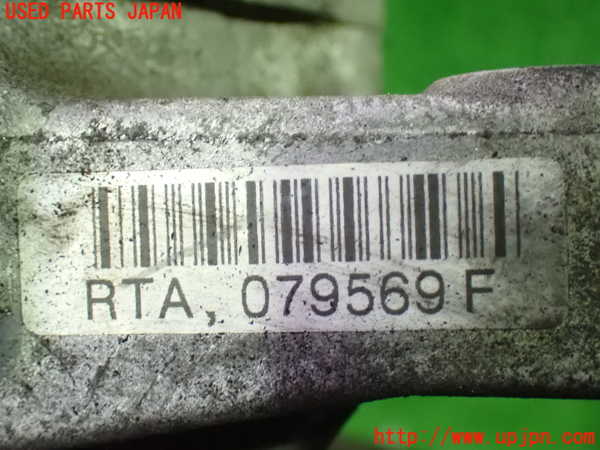 USED PARTS JAPAN
RTA, 079569 F
http://www.upjpn.com